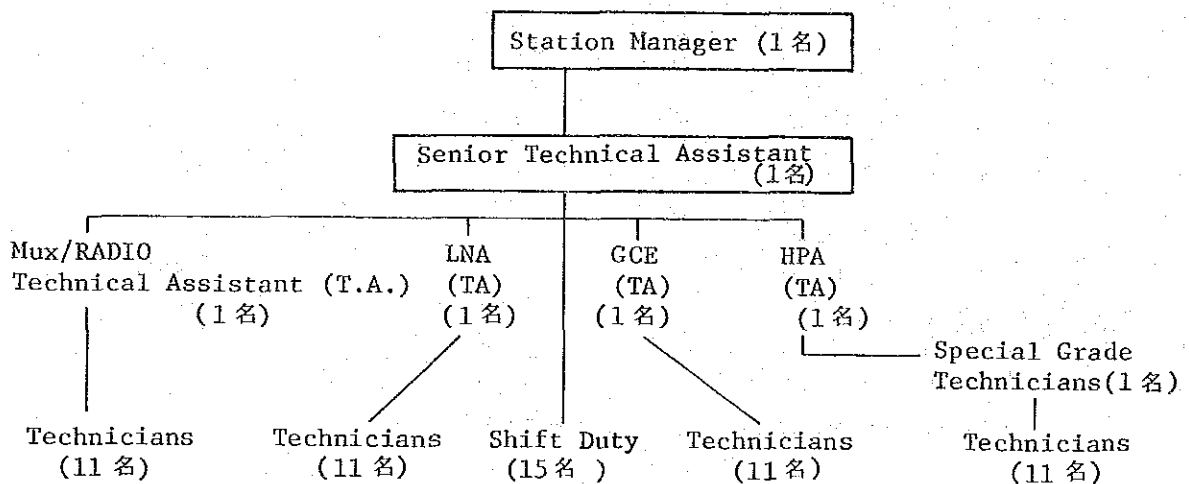 Station Manager (1名)
Senior Technical Assistant
(1名)
Mux/RADIO
Technical Assistant (T.A.)
(1名)
LNA
(TA)
(1名)
GCE
(TA)
(1名)
HPA
(TA)
(1名)
Special Grade
Technicians(1名)
Technicians
(11名)
Technicians
(11名)
Shift Duty
(15名 )
Technicians
(11名)
Technicians
(11名)